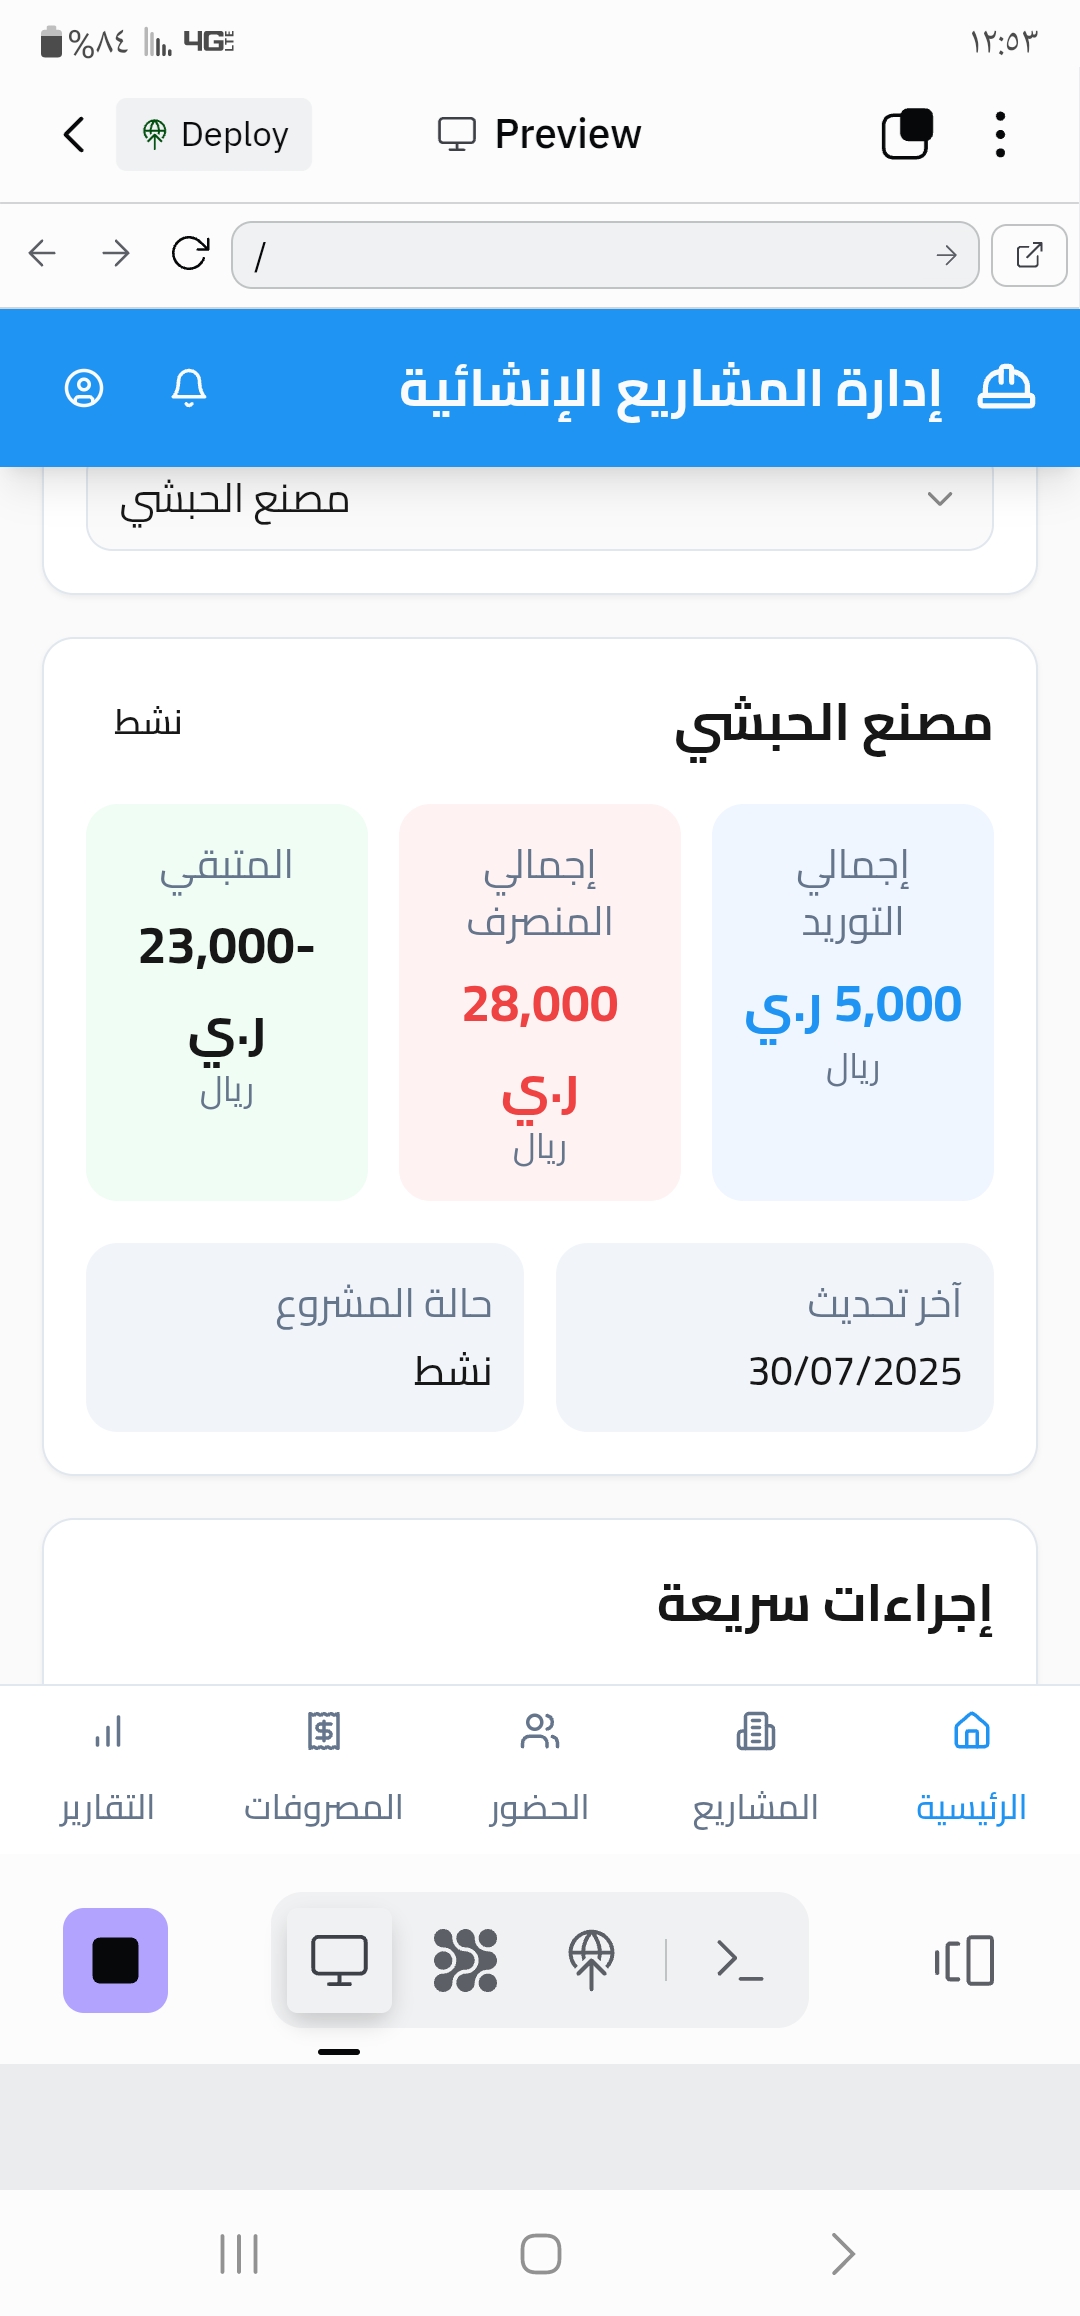 %٨٤ 4G LTE ١٢:٥٣
Deploy Preview
/
إدارة المشاريع الإنشائية
مصنع الحبشي
مصنع الحبشي
نشط
إجمالي
التوريد
5,000 ر.ي
ريال
إجمالي
المنصرف
28,000
ر.ي
ريال
المتبقي
23,000-
ر.ي
ريال
آخر تحديث
30/07/2025
حالة المشروع
نشط
إجراءات سريعة
الرئيسية
المشاريع
الحضور
المصروفات
التقارير